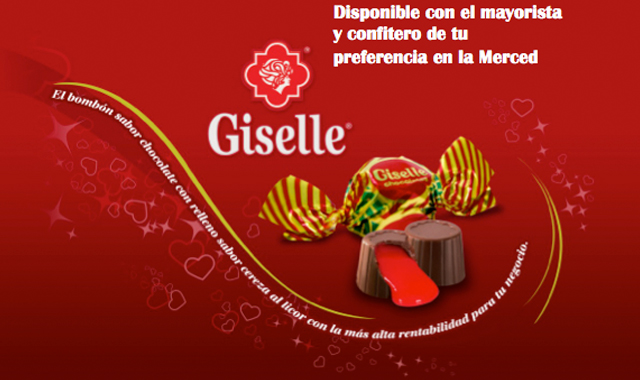 Disponible con el mayorista
y confitero de tu
preferencia en la Merced
Giselle
El bombón sabor chocolate con relleno sabor cereza al licor con la más alta rentabilidad para tu negocio.
Giselle